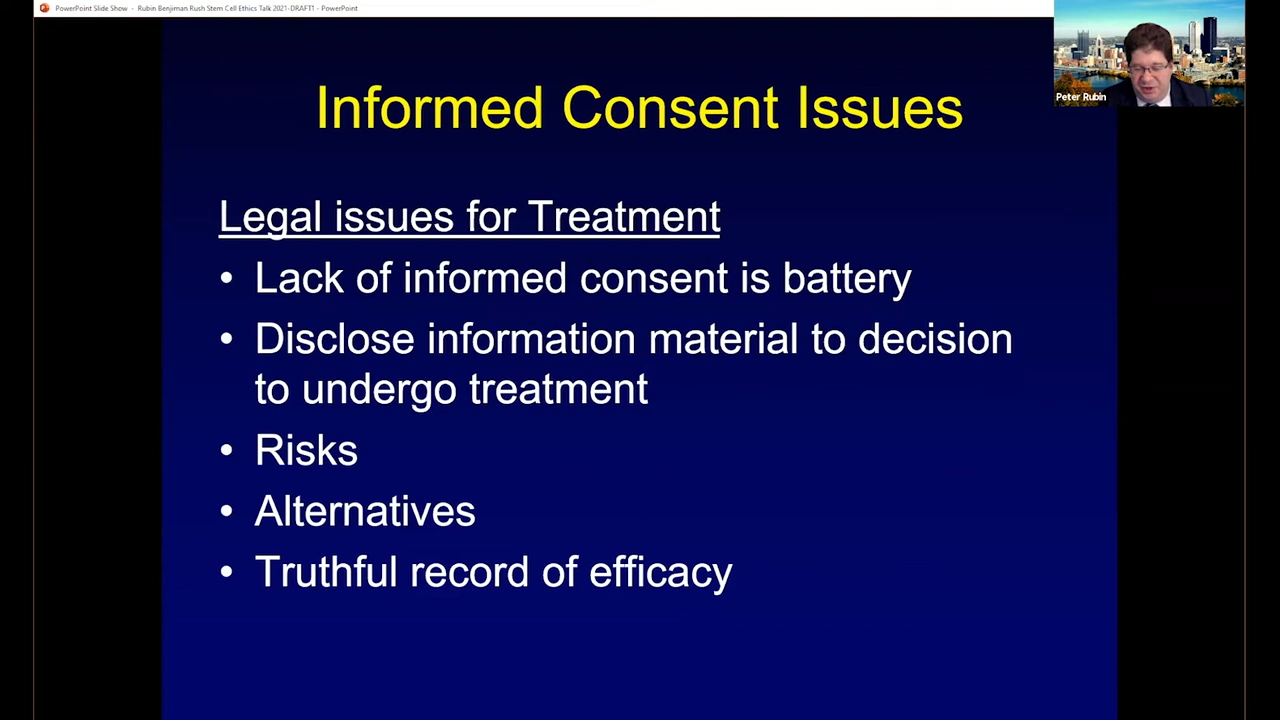 PowerPoint Slide Show - Rubin Benjiman Rush Stem Cell Ethics Talk 2021-DRAFT1 - PowerPoint
Peter Rubin
Informed Consent Issues
Legal issues for Treatment
• Lack of informed consent is battery
• Disclose information material to decision
to undergo treatment
• Risks
• Alternatives
• Truthful record of efficacy